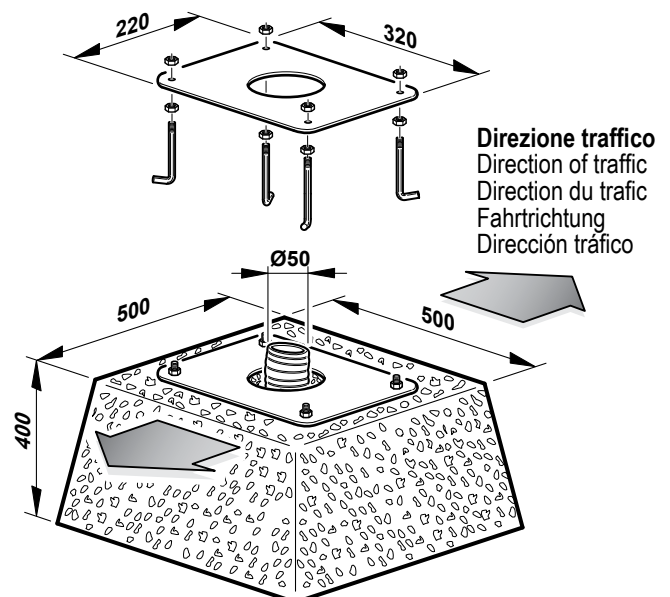 220
320
Direzione traffico
Direction of traffic
Direction du trafic
Fahrtrichtung
Dirección tráfico
Ø50
500
500
400